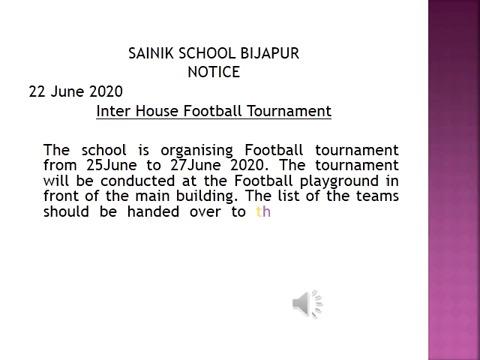 SAINIK SCHOOL BIJAPUR
NOTICE
22 June 2020
Inter House Football Tournament
The school is organising Football tournament
from 25June to 27June 2020. The tournament
will be conducted at the Football playground in
front of the main building. The list of the teams
should be handed over to th